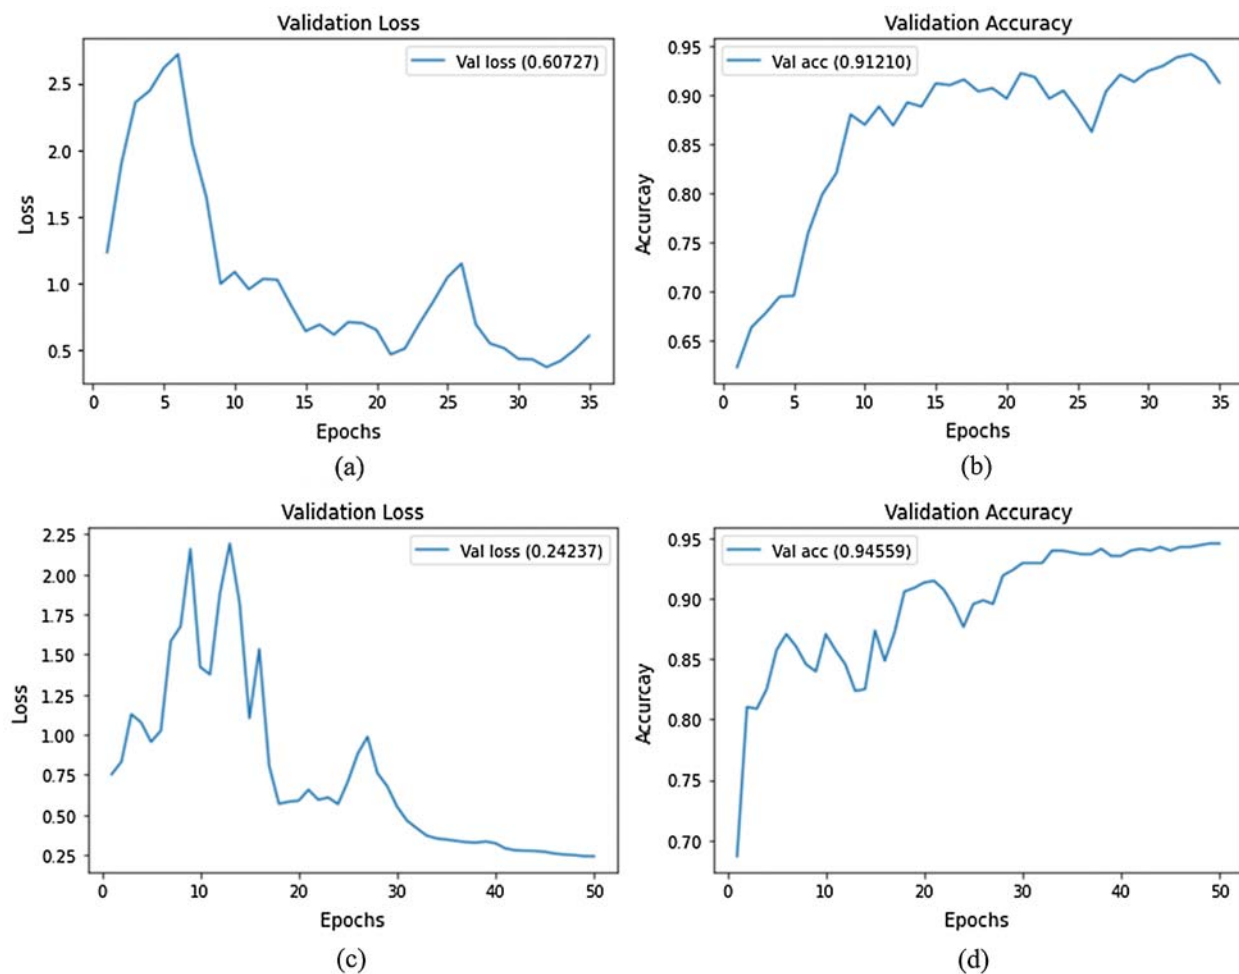 Validation Loss
Val loss (0.60727)
2.5
2.0
1.5
1.0
0.5
Loss
0 5 10 15 20 25 30 35
Epochs
(a)
Validation Accuracy
Val acc (0.91210)
0.95
0.90
0.85
0.80
0.75
0.70
0.65
Accurcay
0 5 10 15 20 25 30 35
Epochs
(b)
Validation Loss
Val loss (0.24237)
2.25
2.00
1.75
1.50
1.25
1.00
0.75
0.50
0.25
Loss
0 10 20 30 40 50
Epochs
(c)
Validation Accuracy
Val acc (0.94559)
0.95
0.90
0.85
0.80
0.75
0.70
Accurcay
0 10 20 30 40 50
Epochs
(d)